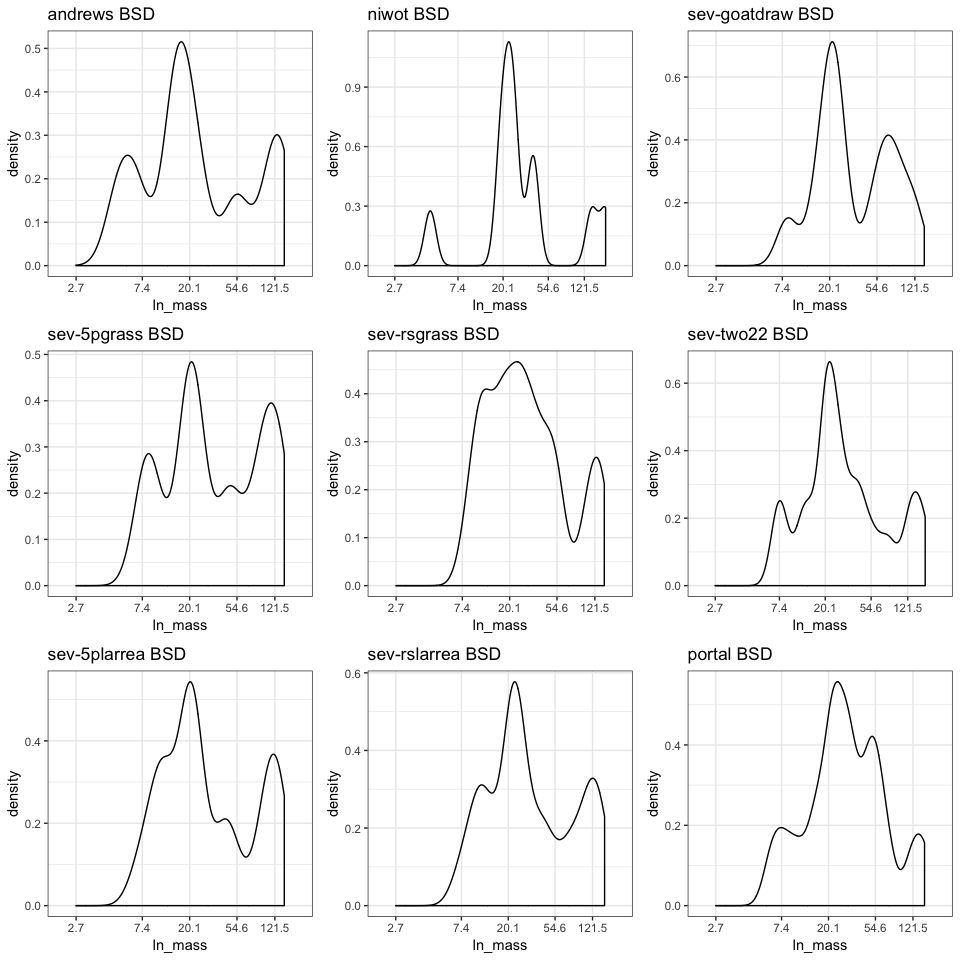 andrews BSD
density
0.5
0.4
0.3
0.2
0.1
0.0
2.7 7.4 20.1 54.6 121.5
ln_mass
niwot BSD
density
0.9
0.6
0.3
0.0
2.7 7.4 20.1 54.6 121.5
ln_mass
sev-goatdraw BSD
density
0.6
0.4
0.2
0.0
2.7 7.4 20.1 54.6 121.5
ln_mass
sev-5pgrass BSD
density
0.5
0.4
0.3
0.2
0.1
0.0
2.7 7.4 20.1 54.6 121.5
ln_mass
sev-rsgrass BSD
density
0.4
0.3
0.2
0.1
0.0
2.7 7.4 20.1 54.6 121.5
ln_mass
sev-two22 BSD
density
0.6
0.4
0.2
0.0
2.7 7.4 20.1 54.6 121.5
ln_mass
sev-5plarrea BSD
density
0.4
0.2
0.0
2.7 7.4 20.1 54.6 121.5
ln_mass
sev-rslarrea BSD
density
0.6
0.4
0.2
0.0
2.7 7.4 20.1 54.6 121.5
ln_mass
portal BSD
density
0.4
0.2
0.0
2.7 7.4 20.1 54.6 121.5
ln_mass